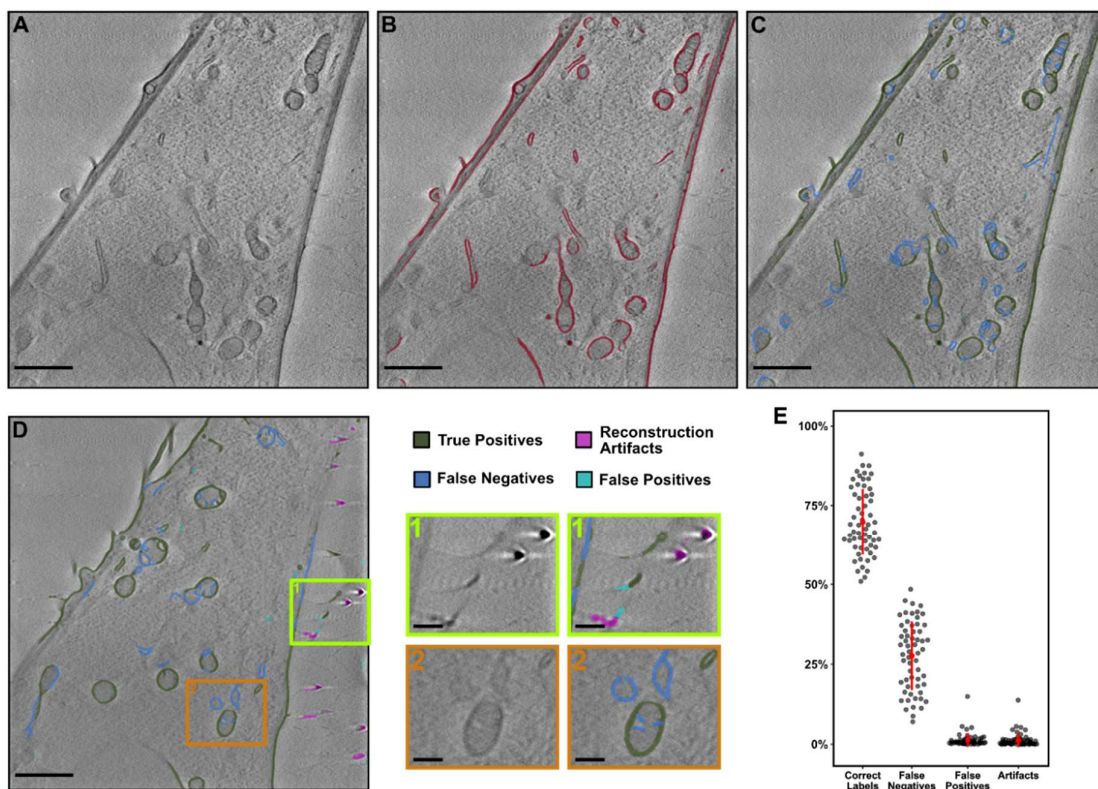 A
B
C
D
True Positives
Reconstruction
Artifacts
False Negatives
False Positives
1
1
1
2
2
E
100%
75%
50%
25%
0%
Correct
Labels
False
Negatives
False
Positives
Artifacts